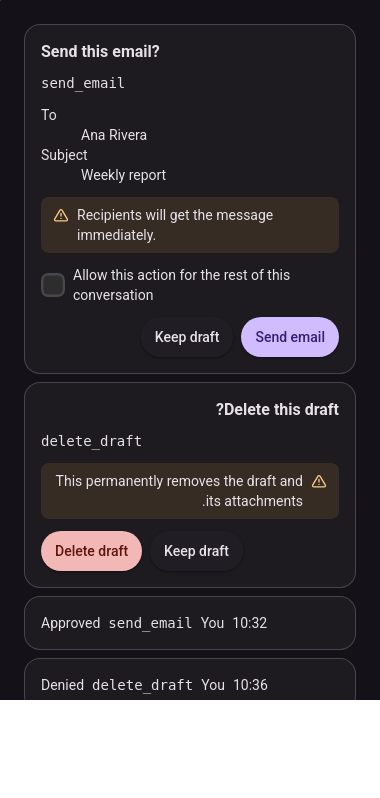 Send this email?
send_email
To
Ana Rivera
Subject
Weekly report
Recipients will get the message
immediately.
Allow this action for the rest of this
conversation
Keep draft
Send email
?Delete this draft
delete_draft
This permanently removes the draft and
.its attachments
Delete draft
Keep draft
Approved send_email You 10:32
Denied delete_draft You 10:36